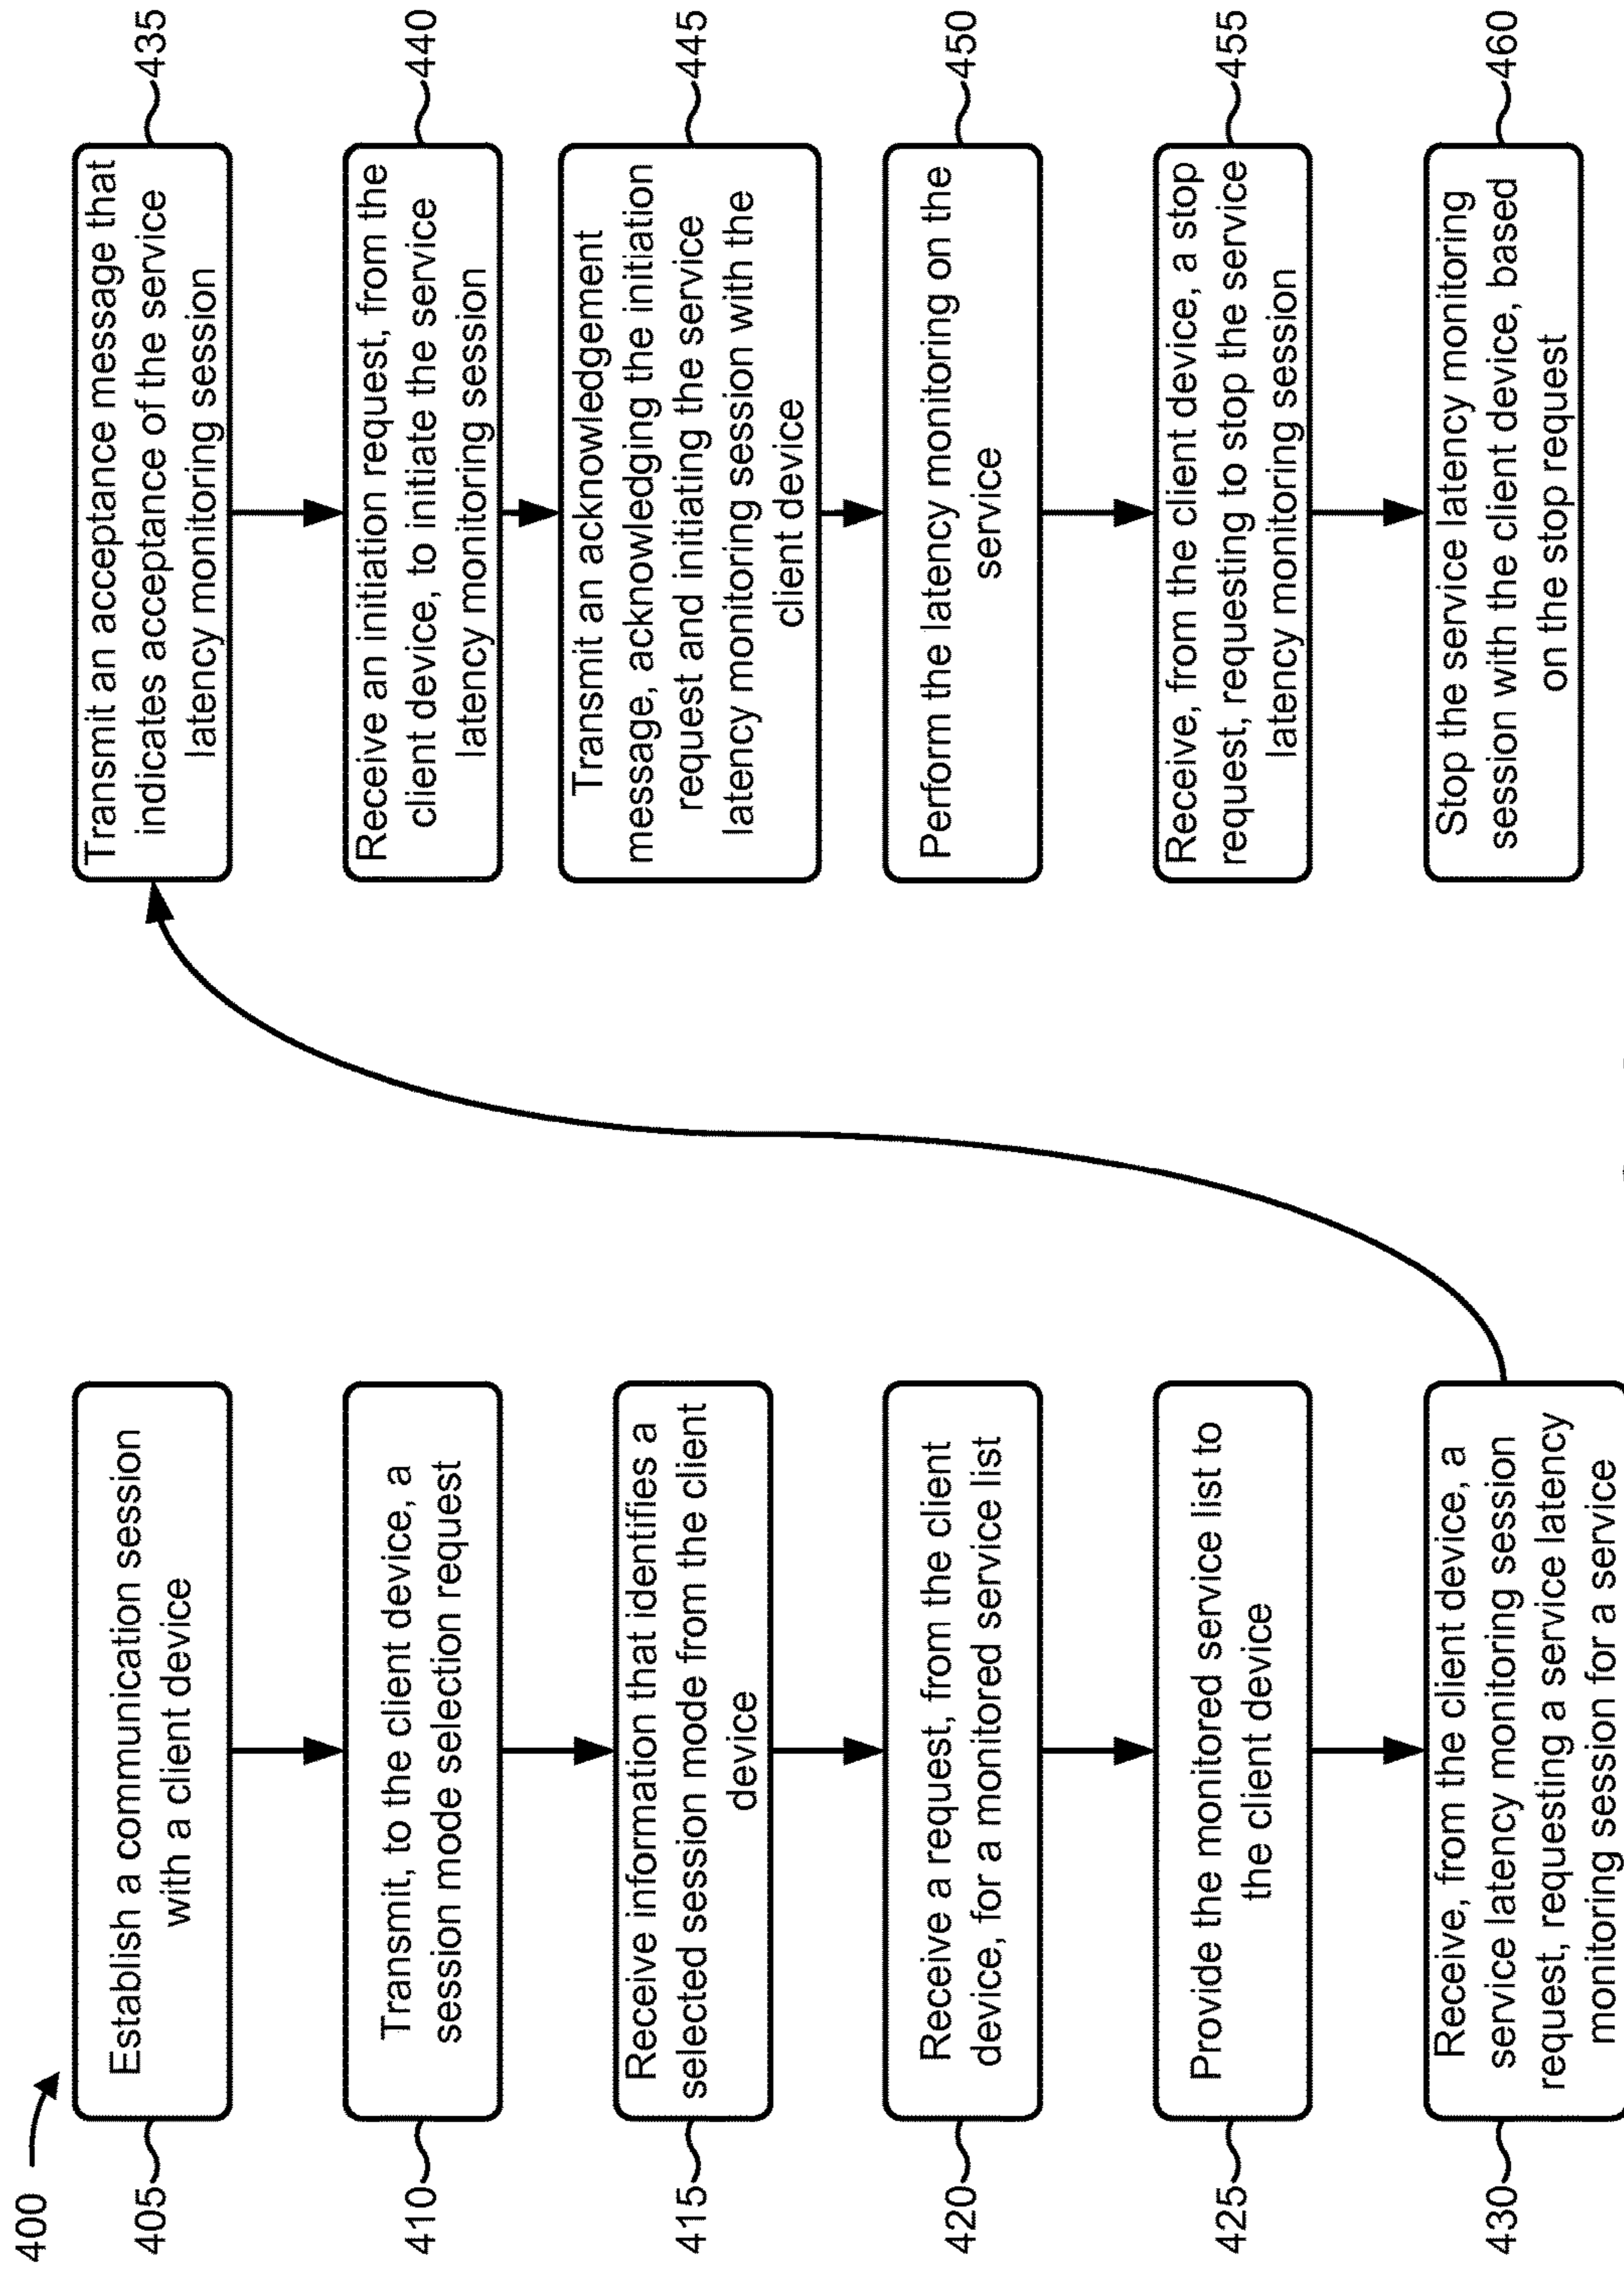 400
405
Establish a communication session
with a client device
410
Transmit, to the client device, a
session mode selection request
415
Receive information that identifies a
selected session mode from the client
device
420
Receive a request, from the client
device, for a monitored service list
425
Provide the monitored service list to
the client device
430
Receive, from the client device, a
service latency monitoring session
request, requesting a service latency
monitoring session for a service
Transmit an acceptance message that
indicates acceptance of the service
latency monitoring session
435
Receive an initiation request, from the
client device, to initiate the service
latency monitoring session
440
Transmit an acknowledgement
message, acknowledging the initiation
request and initiating the service
latency monitoring session with the
client device
445
Perform the latency monitoring on the
service
450
Receive, from the client device, a stop
request, requesting to stop the service
latency monitoring session
455
Stop the service latency monitoring
session with the client device, based
on the stop request
460